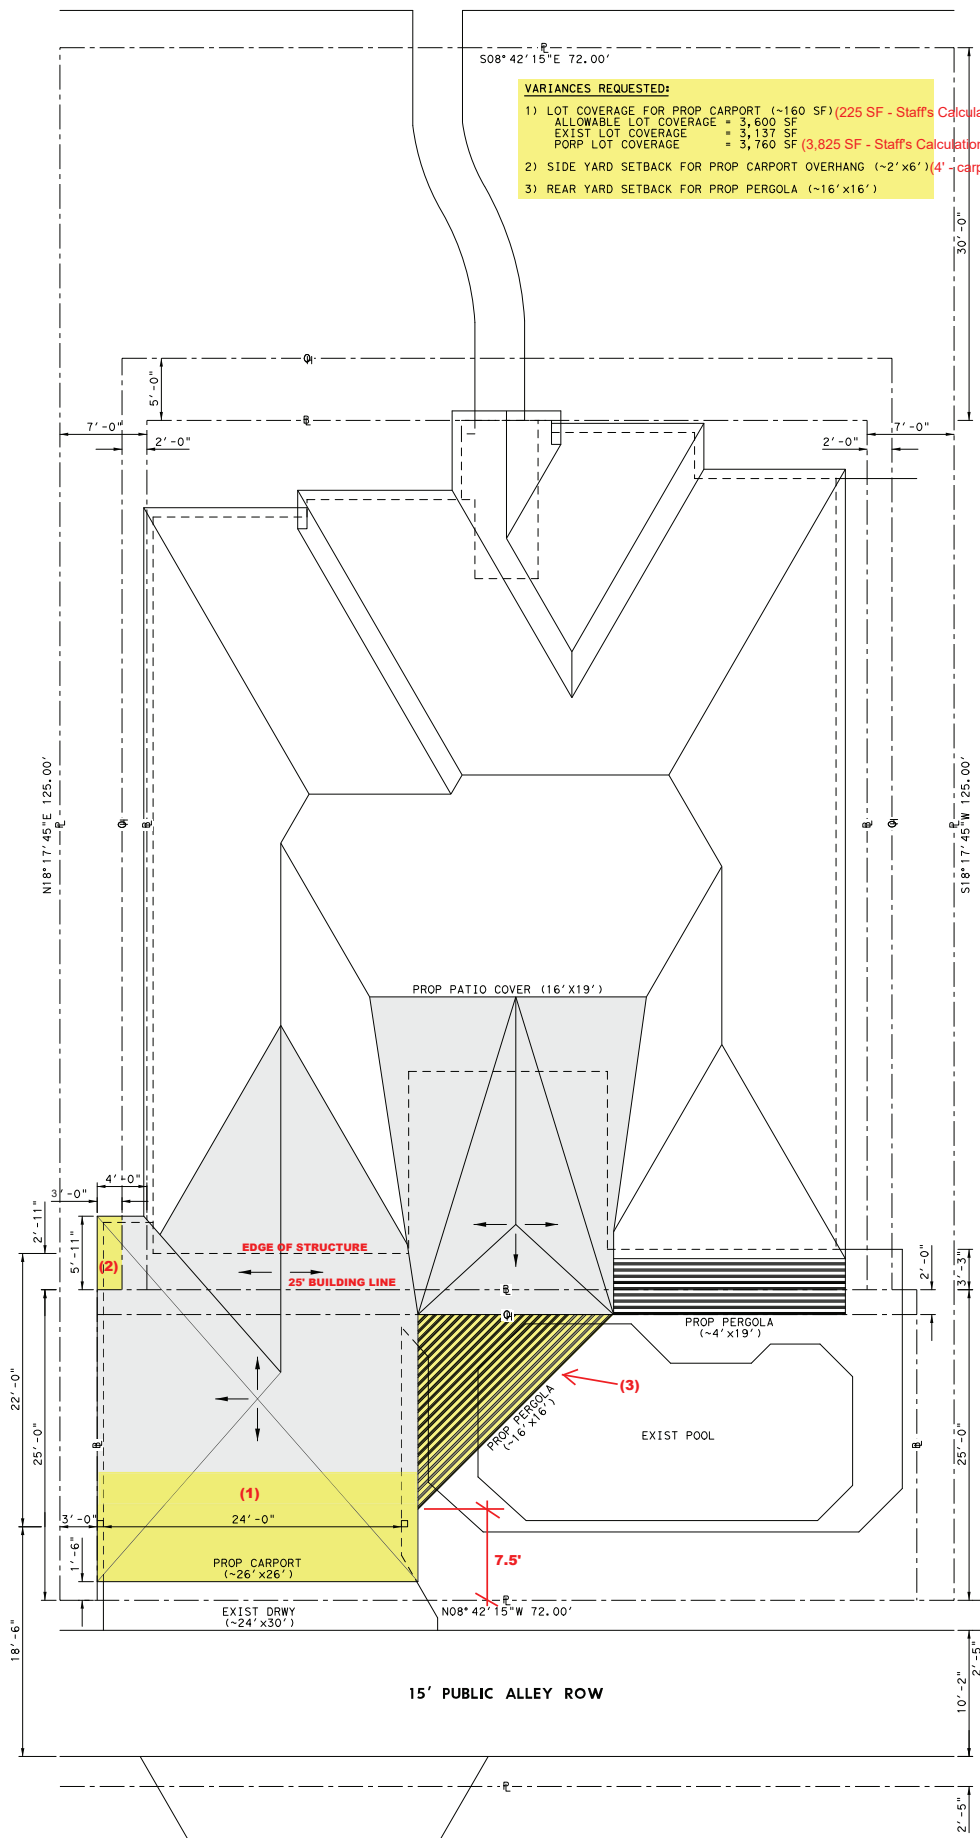 S08°42'15"E 72.00'
VARIANCES REQUESTED:
1) LOT COVERAGE FOR PROP CARPORT (~160 SF) (225 SF - Staff's Calcula
ALLOWABLE LOT COVERAGE = 3,600 SF
EXIST LOT COVERAGE = 3,137 SF
PORP LOT COVERAGE = 3,760 SF (3,825 SF - Staff's Calculation
2) SIDE YARD SETBACK FOR PROP CARPORT OVERHANG (~2'x6') (4' - carp
3) REAR YARD SETBACK FOR PROP PERGOLA (~16'x16')
30'-0"
5'-0"
7'-0"
2'-0"
2'-0"
7'-0"
N18°17'45"E 125.00'
S18°17'45"W 125.00'
PROP PATIO COVER (16'X19')
4'-0"
3'-0"
2'-11"
5'-11"
(2)
EDGE OF STRUCTURE
25' BUILDING LINE
2'-0"
3'-3"
PROP PERGOLA
(~4'x19')
(3)
PROP PERGOLA
(~16'x16')
EXIST POOL
22'-0"
25'-0"
25'-0"
(1)
3'-0"
24'-0"
1'-6"
PROP CARPORT
(~26'x26')
7.5'
EXIST DRWY
(~24'x30')
N08°42'15"W 72.00'
18'-6"
2'-5"
10'-2"
15' PUBLIC ALLEY ROW
2'-5"